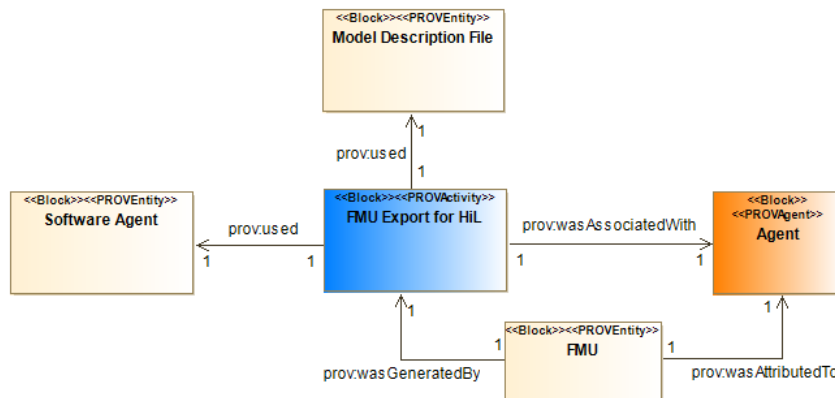 <<Block>><<PROVEntity>>
Model Description File
1
prov:used
1
<<Block>><<PROVEntity>>
Software Agent
prov:used
1
1
<<Block>><<PROVActivity>>
FMU Export for HiL
prov:wasAssociatedWith
1
1
<<Block>>
<<PROVAgent>>
Agent
1
1
<<Block>><<PROVEntity>>
FMU
1
1
prov:wasGeneratedBy
prov:wasAttributedTo